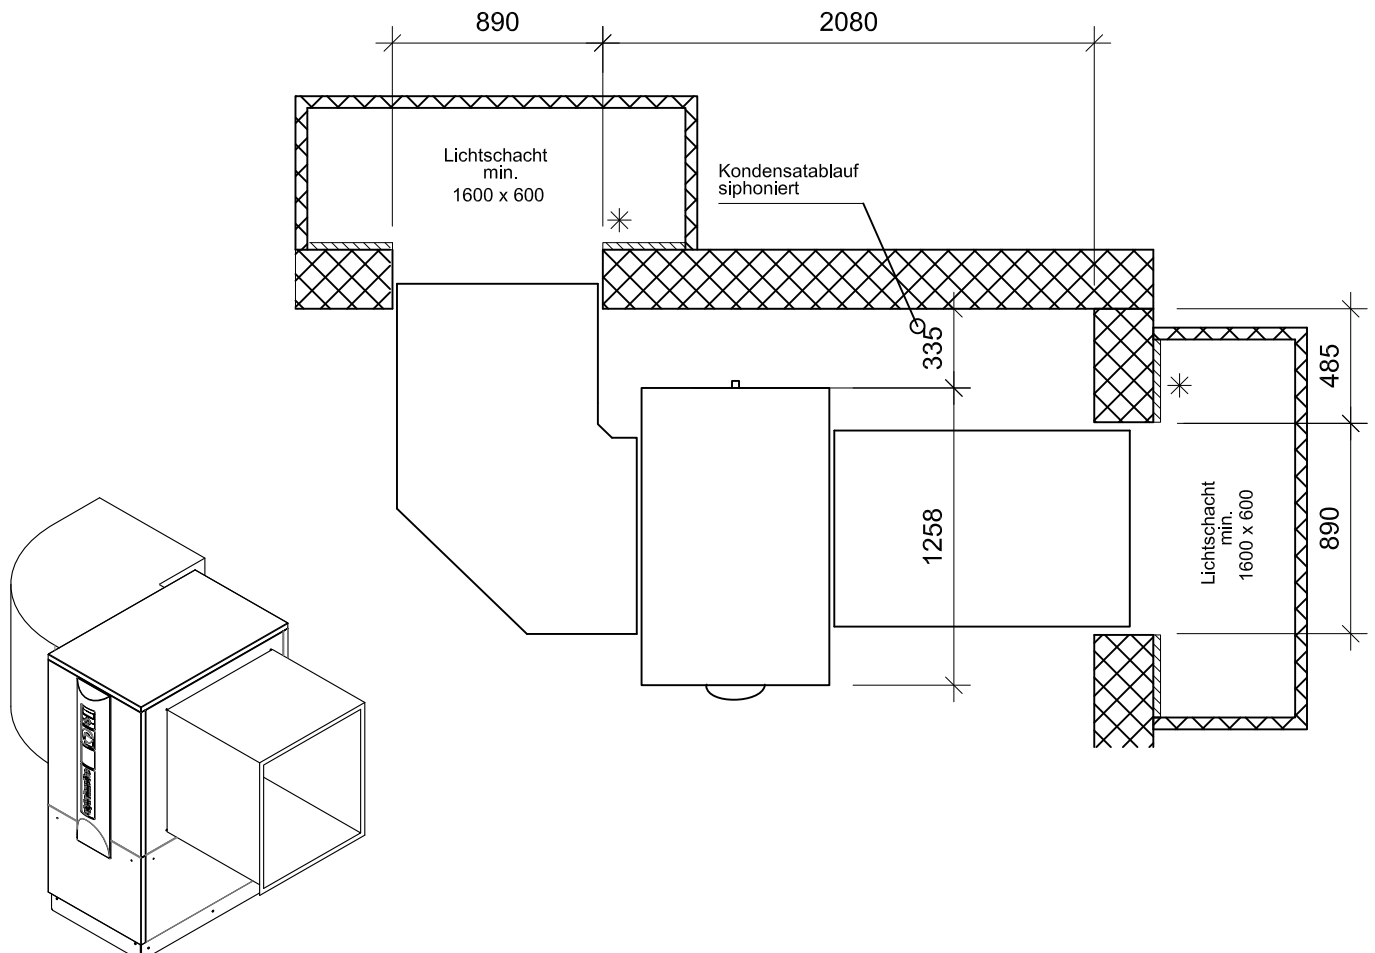 890
2080
Lichtschacht
min.
1600 x 600
Kondensatablauf
siphoniert
335
485
1258
890
Lichtschacht
min.
1600 x 600